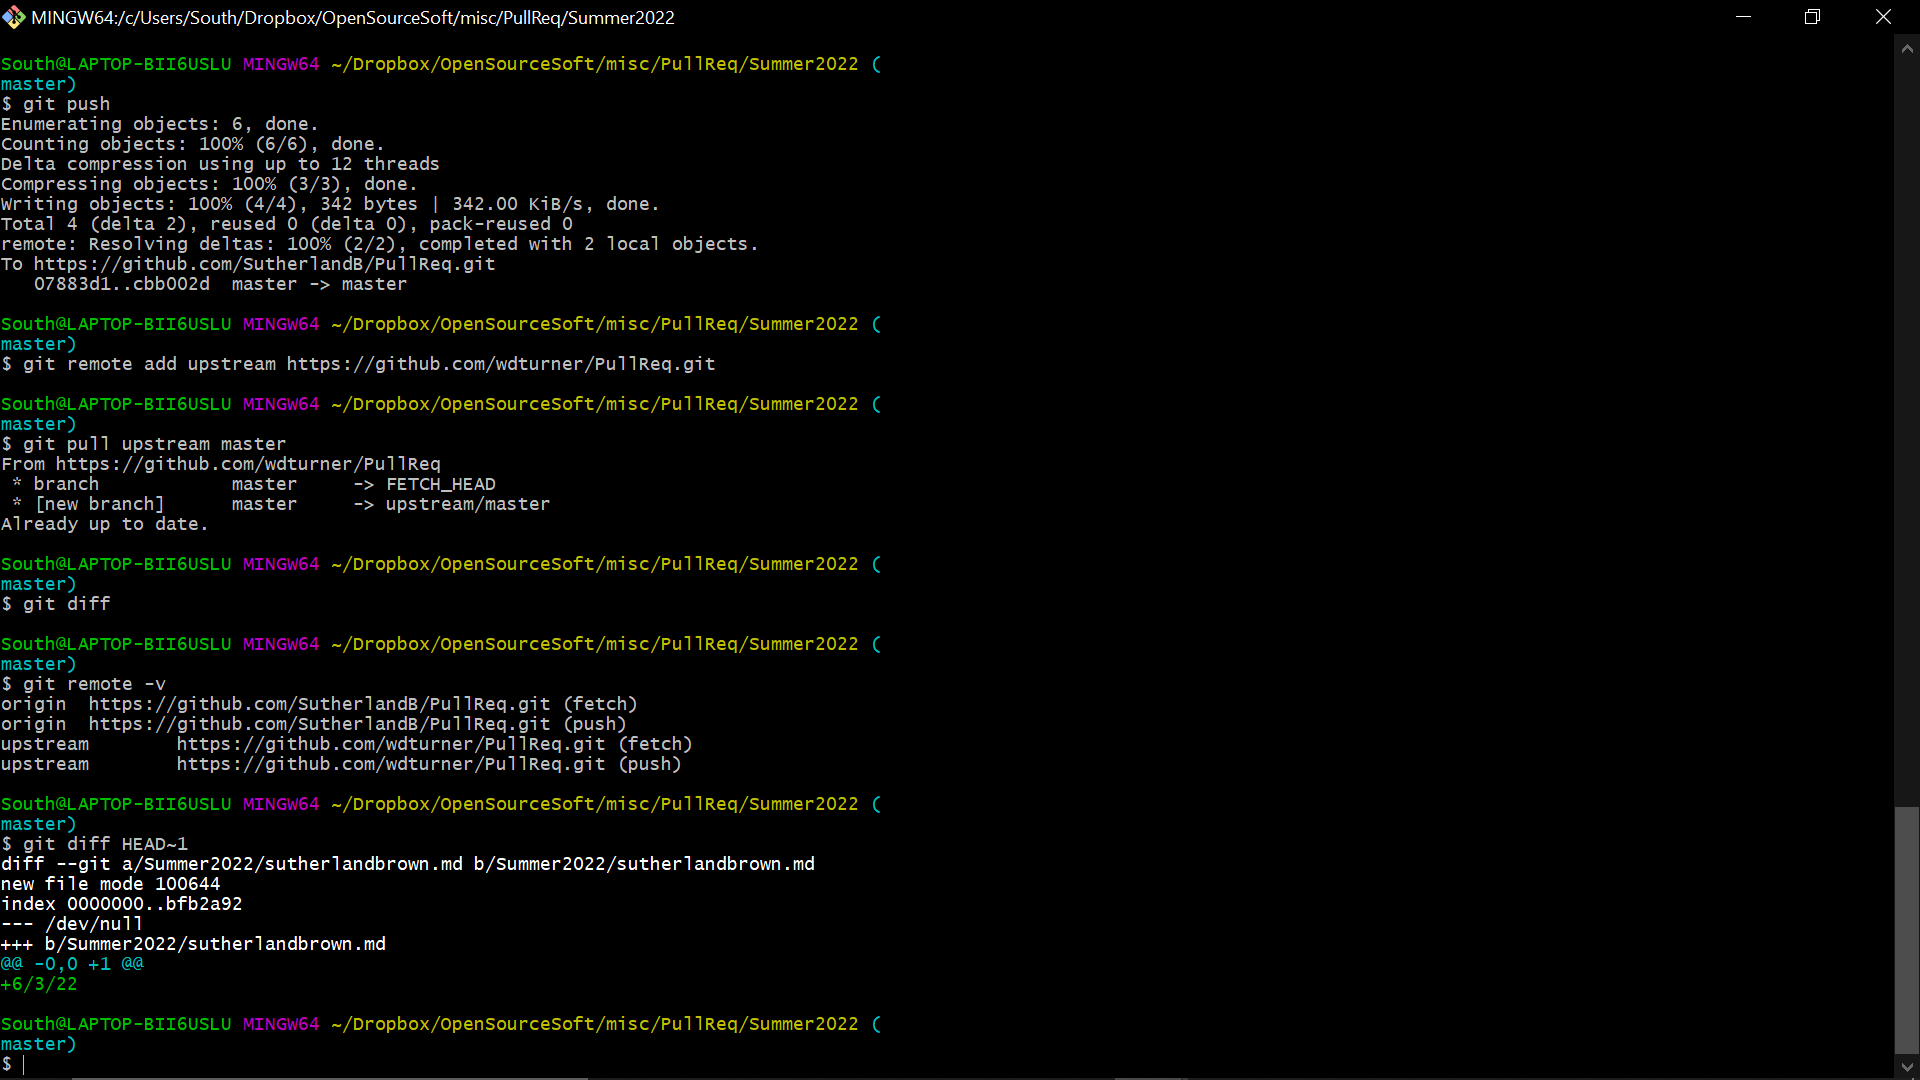 MINGW64:/c/Users/South/Dropbox/OpenSourceSoft/misc/PullReq/Summer2022
South@LAPTOP-BII6USLU MINGW64 ~/Dropbox/OpenSourceSoft/misc/PullReq/Summer2022 (
master)
$ git push
Enumerating objects: 6, done.
Counting objects: 100% (6/6), done.
Delta compression using up to 12 threads
Compressing objects: 100% (3/3), done.
Writing objects: 100% (4/4), 342 bytes | 342.00 KiB/s, done.
Total 4 (delta 2), reused 0 (delta 0), pack-reused 0
remote: Resolving deltas: 100% (2/2), completed with 2 local objects.
To https://github.com/SutherlandB/PullReq.git
   07883d1..cbb002d  master -> master
South@LAPTOP-BII6USLU MINGW64 ~/Dropbox/OpenSourceSoft/misc/PullReq/Summer2022 (
master)
$ git remote add upstream https://github.com/wdturner/PullReq.git
South@LAPTOP-BII6USLU MINGW64 ~/Dropbox/OpenSourceSoft/misc/PullReq/Summer2022 (
master)
$ git pull upstream master
From https://github.com/wdturner/PullReq
 * branch            master     -> FETCH_HEAD
 * [new branch]      master     -> upstream/master
Already up to date.
South@LAPTOP-BII6USLU MINGW64 ~/Dropbox/OpenSourceSoft/misc/PullReq/Summer2022 (
master)
$ git diff
South@LAPTOP-BII6USLU MINGW64 ~/Dropbox/OpenSourceSoft/misc/PullReq/Summer2022 (
master)
$ git remote -v
origin  https://github.com/SutherlandB/PullReq.git (fetch)
origin  https://github.com/SutherlandB/PullReq.git (push)
upstream        https://github.com/wdturner/PullReq.git (fetch)
upstream        https://github.com/wdturner/PullReq.git (push)
South@LAPTOP-BII6USLU MINGW64 ~/Dropbox/OpenSourceSoft/misc/PullReq/Summer2022 (
master)
$ git diff HEAD~1
diff --git a/Summer2022/sutherlandbrown.md b/Summer2022/sutherlandbrown.md
new file mode 100644
index 0000000..bfb2a92
--- /dev/null
+++ b/Summer2022/sutherlandbrown.md
@@ -0,0 +1 @@
+6/3/22
South@LAPTOP-BII6USLU MINGW64 ~/Dropbox/OpenSourceSoft/misc/PullReq/Summer2022 (
master)
$